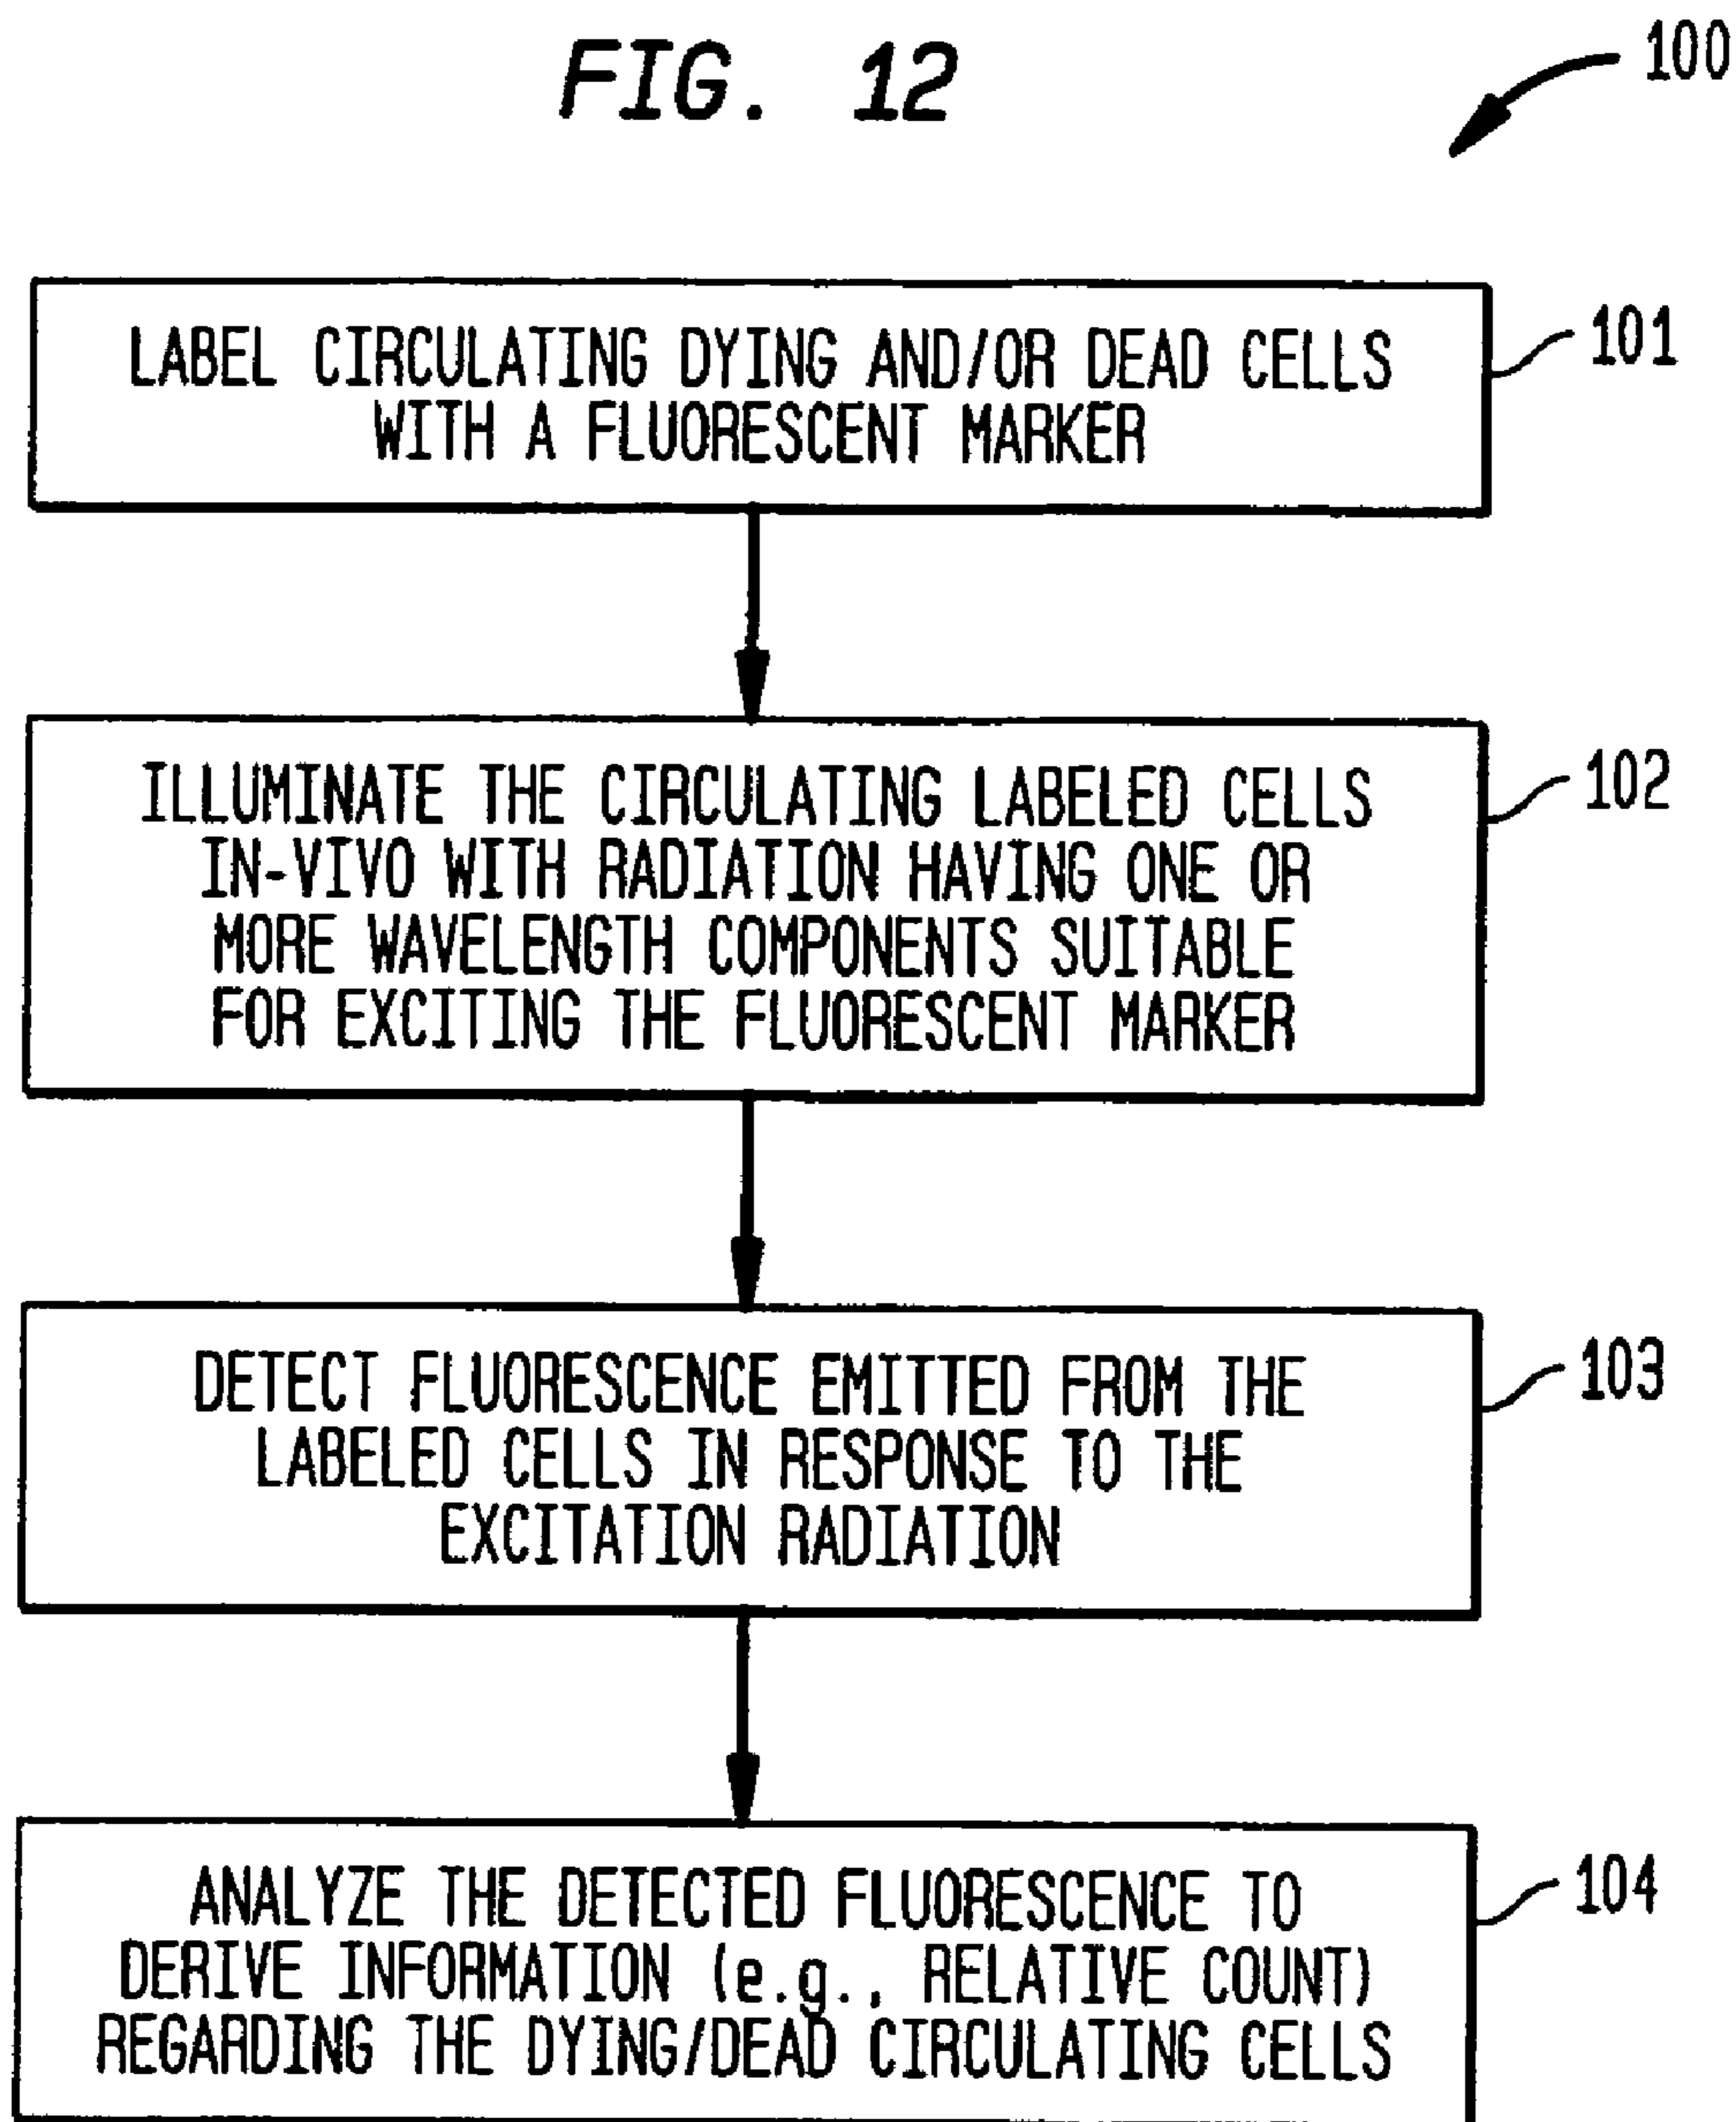 FIG. 12
100
LABEL CIRCULATING DYING AND/OR DEAD CELLS
WITH A FLUORESCENT MARKER
101
ILLUMINATE THE CIRCULATING LABELED CELLS
IN-VIVO WITH RADIATION HAVING ONE OR
MORE WAVELENGTH COMPONENTS SUITABLE
FOR EXCITING THE FLUORESCENT MARKER
102
DETECT FLUORESCENCE EMITTED FROM THE
LABELED CELLS IN RESPONSE TO THE
EXCITATION RADIATION
103
ANALYZE THE DETECTED FLUORESCENCE TO
DERIVE INFORMATION (e.g., RELATIVE COUNT)
REGARDING THE DYING/DEAD CIRCULATING CELLS
104